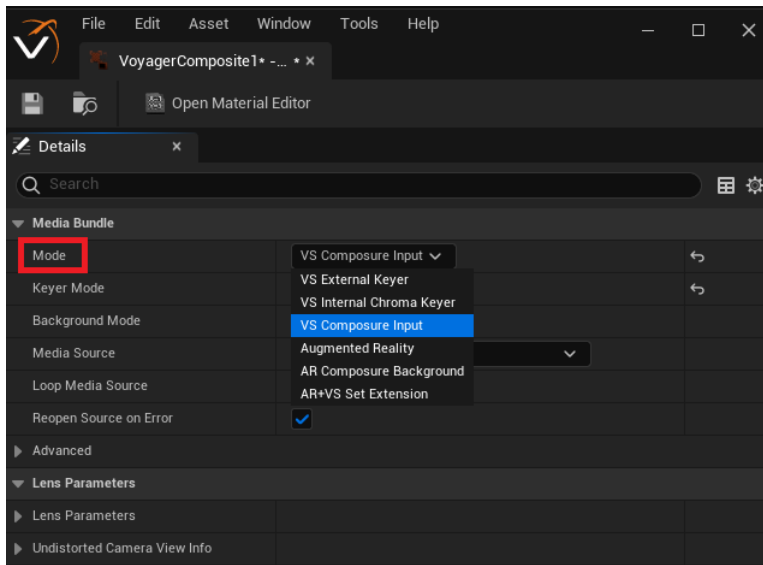 File Edit Asset Window Tools Help
VoyagerComposite1* -... *
Open Material Editor
Details
Search
Media Bundle
Mode VS Composure Input
VS External Keyer
Keyer Mode
VS Internal Chroma Keyer
Background Mode
VS Composure Input
Augmented Reality
Media Source
AR Composure Background
Loop Media Source
AR+VS Set Extension
Reopen Source on Error
Advanced
Lens Parameters
Lens Parameters
Undistorted Camera View Info